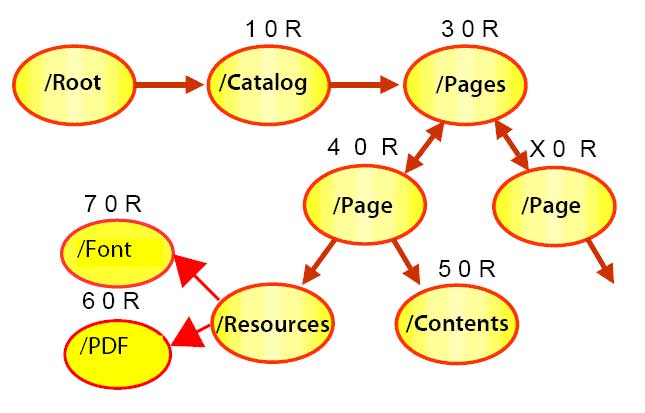 1 0 R
3 0 R
/Root
/Catalog
/Pages
4 0 R
X 0 R
/Page
/Page
7 0 R
/Font
5 0 R
6 0 R
/Resources
/Contents
/PDF